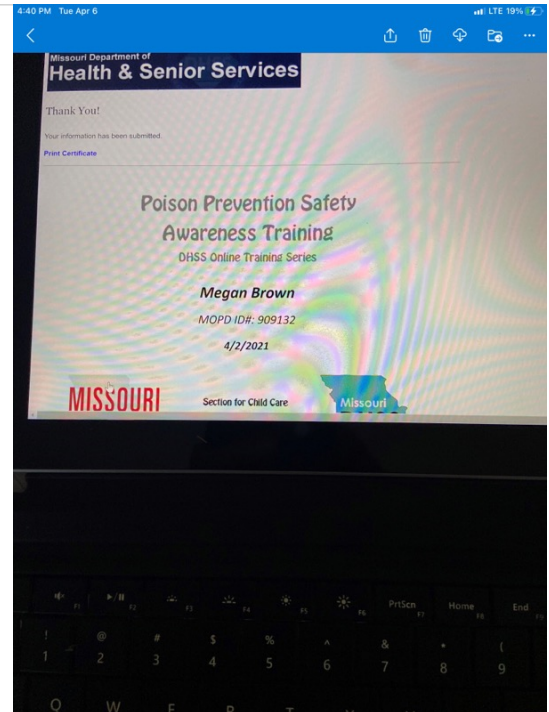 4:40 PM Tue Apr 6
LTE 19%
Missouri Department of
Health & Senior Services
Thank You!
Your information has been submitted.
Print Certificate
Poison Prevention Safety
Awareness Training
DHSS Online Training Series
Megan Brown
MOPD ID#: 909132
4/2/2021
MISSOURI
Section for Child Care
Missouri
F1 F2 F3 F4 F5 F6 PrtScn F7 Home F8 End F9
! @ # $ % ^ & * (
1 2 3 4 5 6 7 8 9
Q W